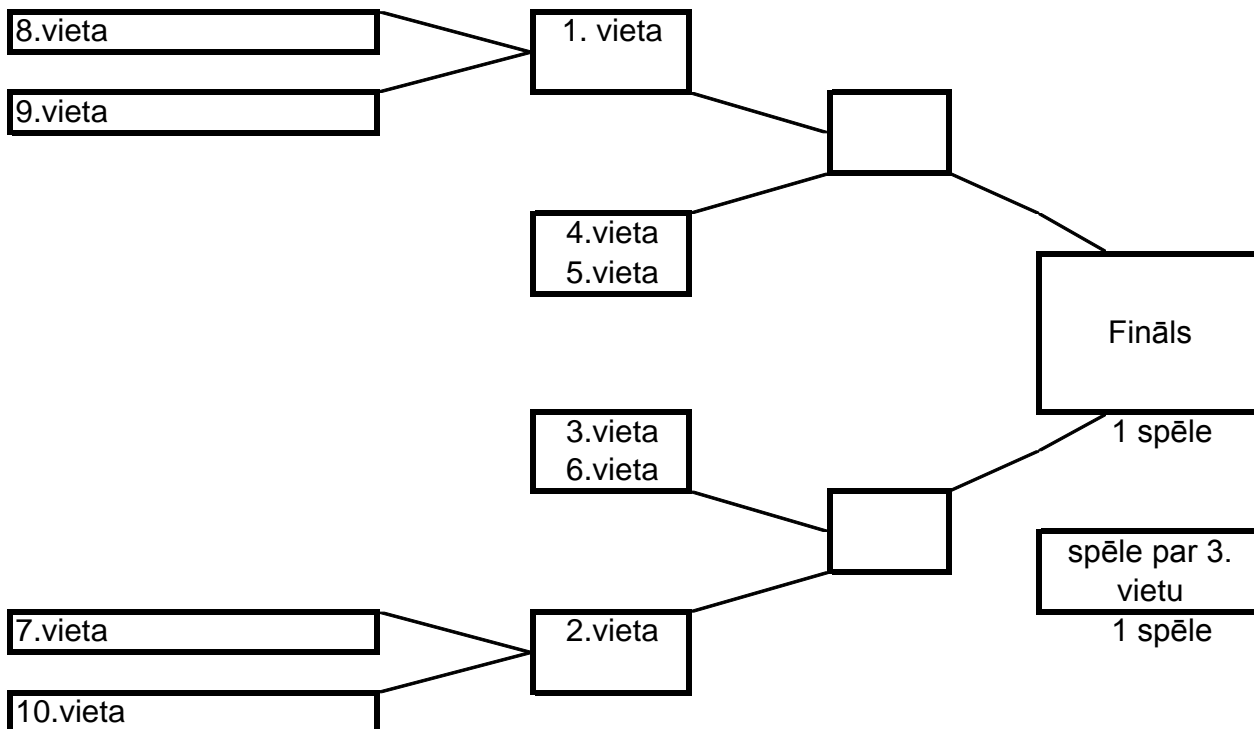 8.vieta
1. vieta
9.vieta
4.vieta
5.vieta
Fināls
1 spēle
3.vieta
6.vieta
spēle par 3.
vietu
1 spēle
7.vieta
2.vieta
10.vieta